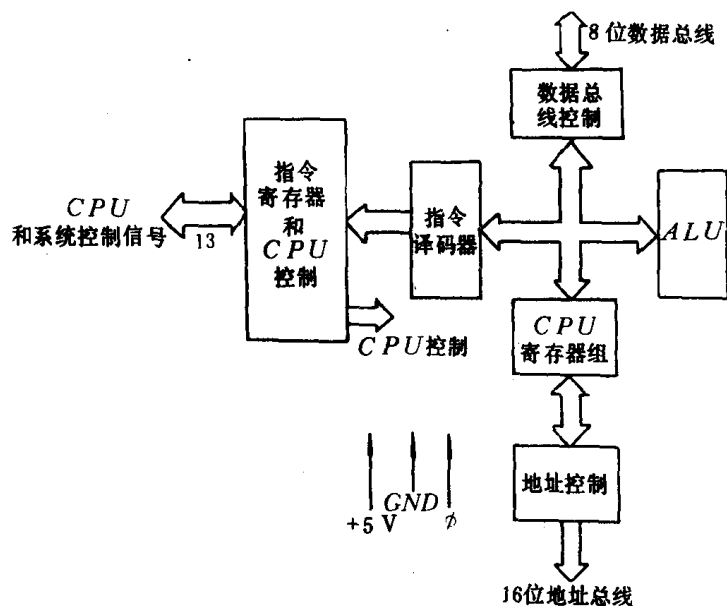 8位数据总线
数据总
线控制
指令
寄存器
和
CPU
控制
CPU
和系统控制信号
13
指令
译码器
ALU
CPU控制
CPU
寄存器组
地址控制
+5V
GND
φ
16位地址总线